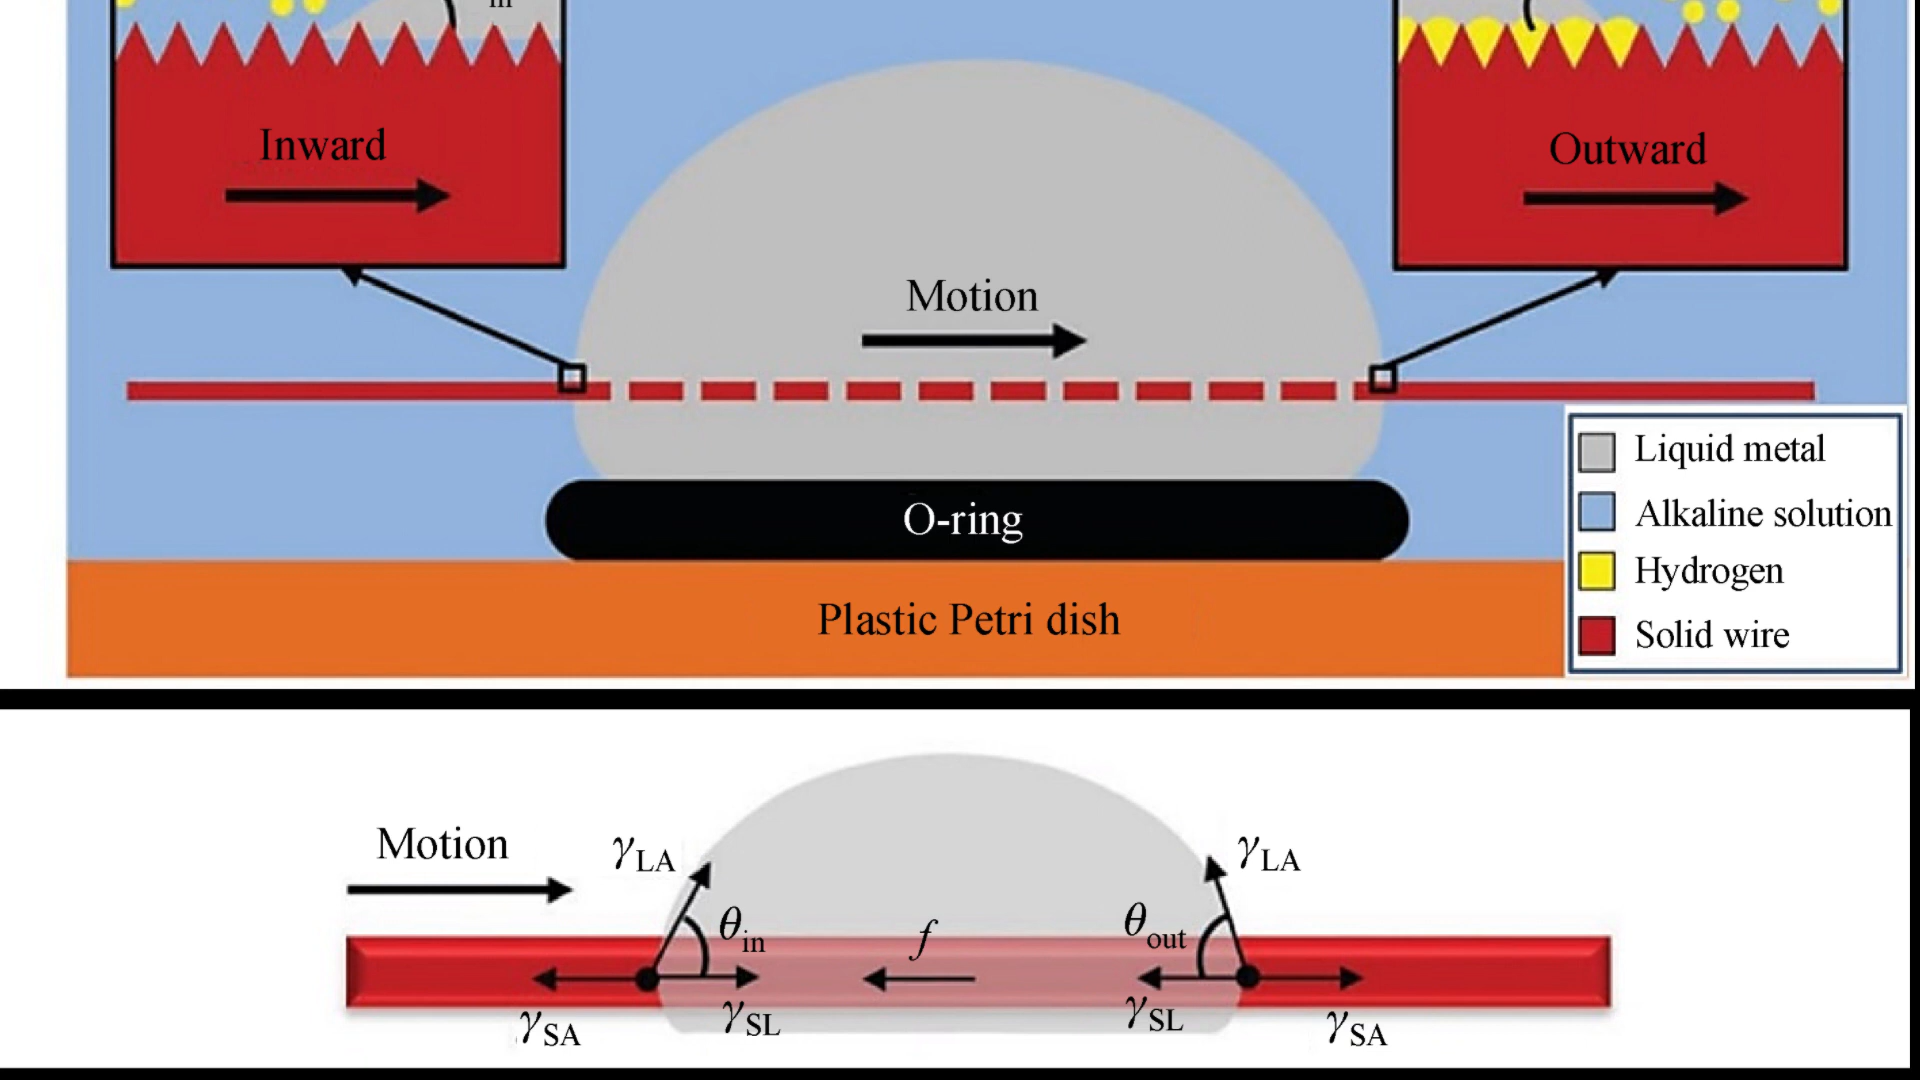 in
Inward
Outward
Motion
Liquid metal
Alkaline solution
Hydrogen
Solid wire
O-ring
Plastic Petri dish
Motion
γLA
γLA
θin
f
θout
γSA
γSL
γSL
γSA